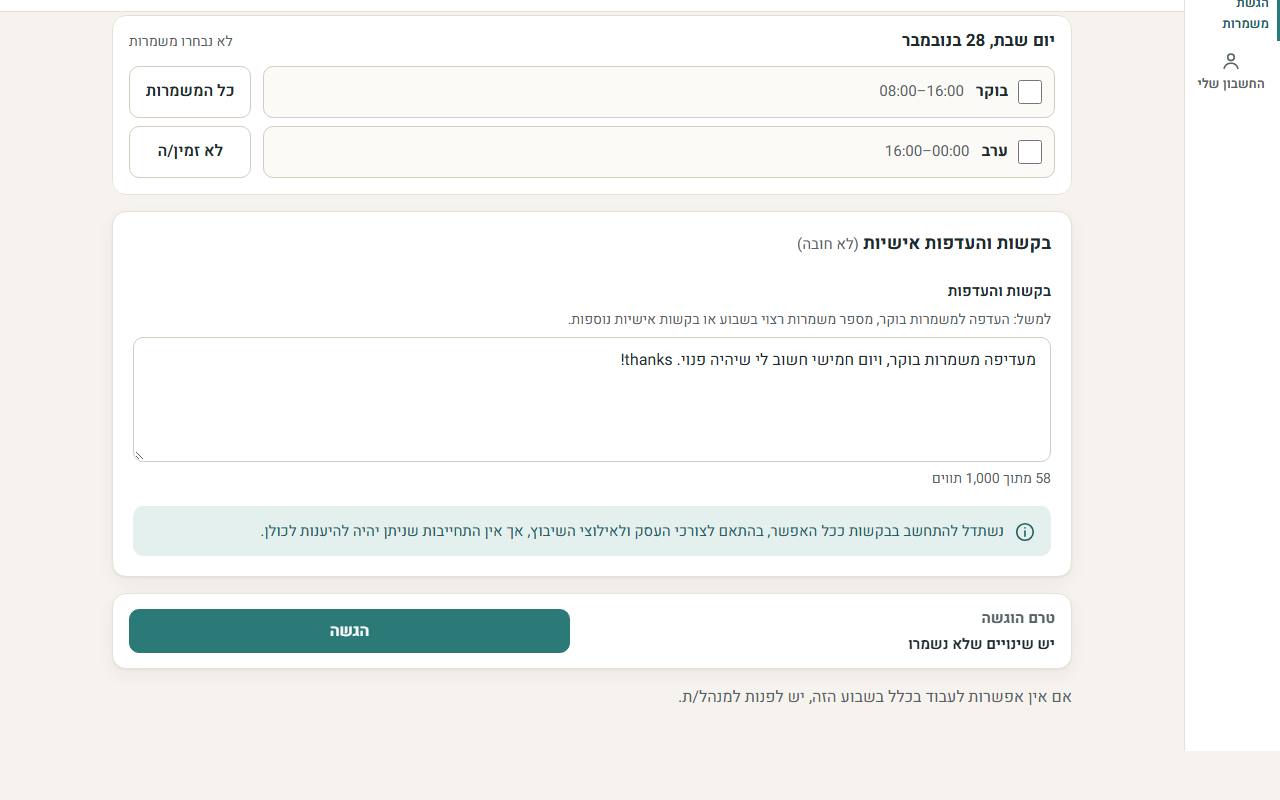 הגשת
משמרות
החשבון שלי
יום שבת, 28 בנובמבר
לא נבחרו משמרות
בוקר 08:00–16:00
כל המשמרות
ערב 16:00–00:00
לא זמין/ה
בקשות והעדפות אישיות (לא חובה)
בקשות והעדפות
למשל: העדפה למשמרות בוקר, מספר משמרות רצוי בשבוע או בקשות אישיות נוספות.
מעדיפה משמרות בוקר, ויום חמישי חשוב לי שיהיה פנוי. thanks!
58 מתוך 1,000 תווים
נשתדל להתחשב בבקשות ככל האפשר, בהתאם לצורכי העסק ולאילוצי השיבוץ, אך אין התחייבות שניתן יהיה להיענות לכולן.
טרם הוגשה
יש שינויים שלא נשמרו
הגשה
אם אין אפשרות לעבוד בכלל בשבוע הזה, יש לפנות למנהל/ת.